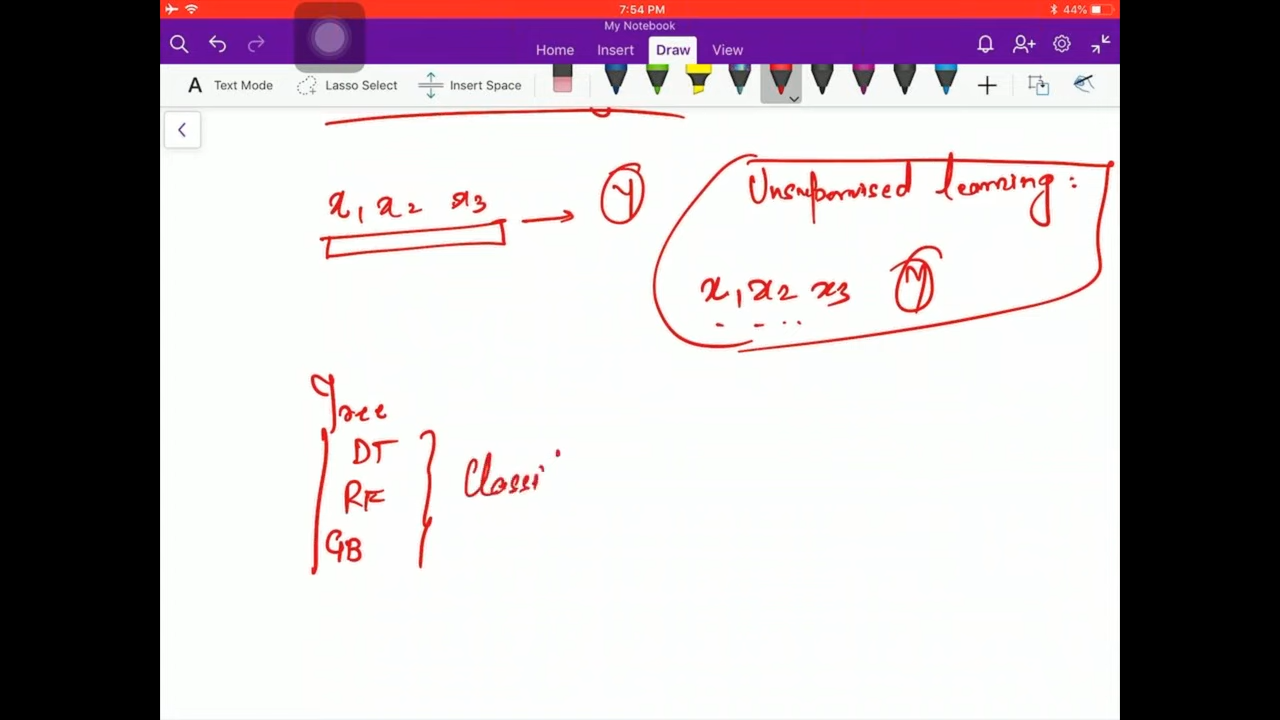 7:54 PM
44%
My Notebook
Home Insert Draw View
A Text Mode Lasso Select Insert Space
x1 x2 x3 → Y
Unsupervised learning:
x1 x2 x3 Y
Tree
DT
RF
GB
Classi